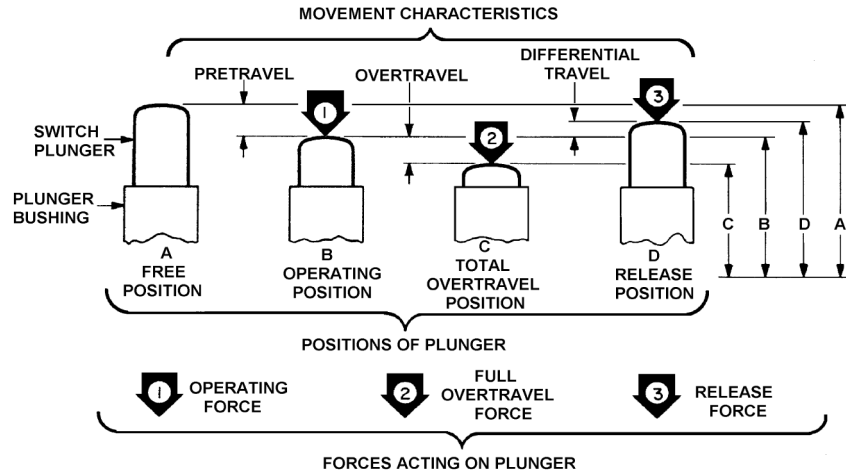 MOVEMENT CHARACTERISTICS
PRETRAVEL
OVERTRAVEL
DIFFERENTIAL
TRAVEL
1
2
3
SWITCH
PLUNGER
PLUNGER
BUSHING
A
FREE
POSITION
B
OPERATING
POSITION
C
TOTAL
OVERTRAVEL
POSITION
D
RELEASE
POSITION
C
B
D
A
POSITIONS OF PLUNGER
1
OPERATING
FORCE
2
FULL
OVERTRAVEL
FORCE
3
RELEASE
FORCE
FORCES ACTING ON PLUNGER